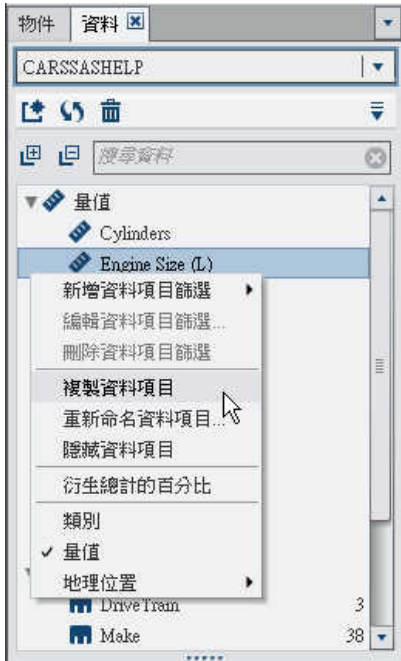 物件 資料
CARSSASHELP
搜尋資料
量值
Cylinders
Engine Size (L)
新增資料項目篩選
編輯資料項目篩選...
刪除資料項目篩選
複製資料項目
重新命名資料項目...
隱藏資料項目
衍生總計的百分比
類別
量值
地理位置
DriveTrain 3
Make 38